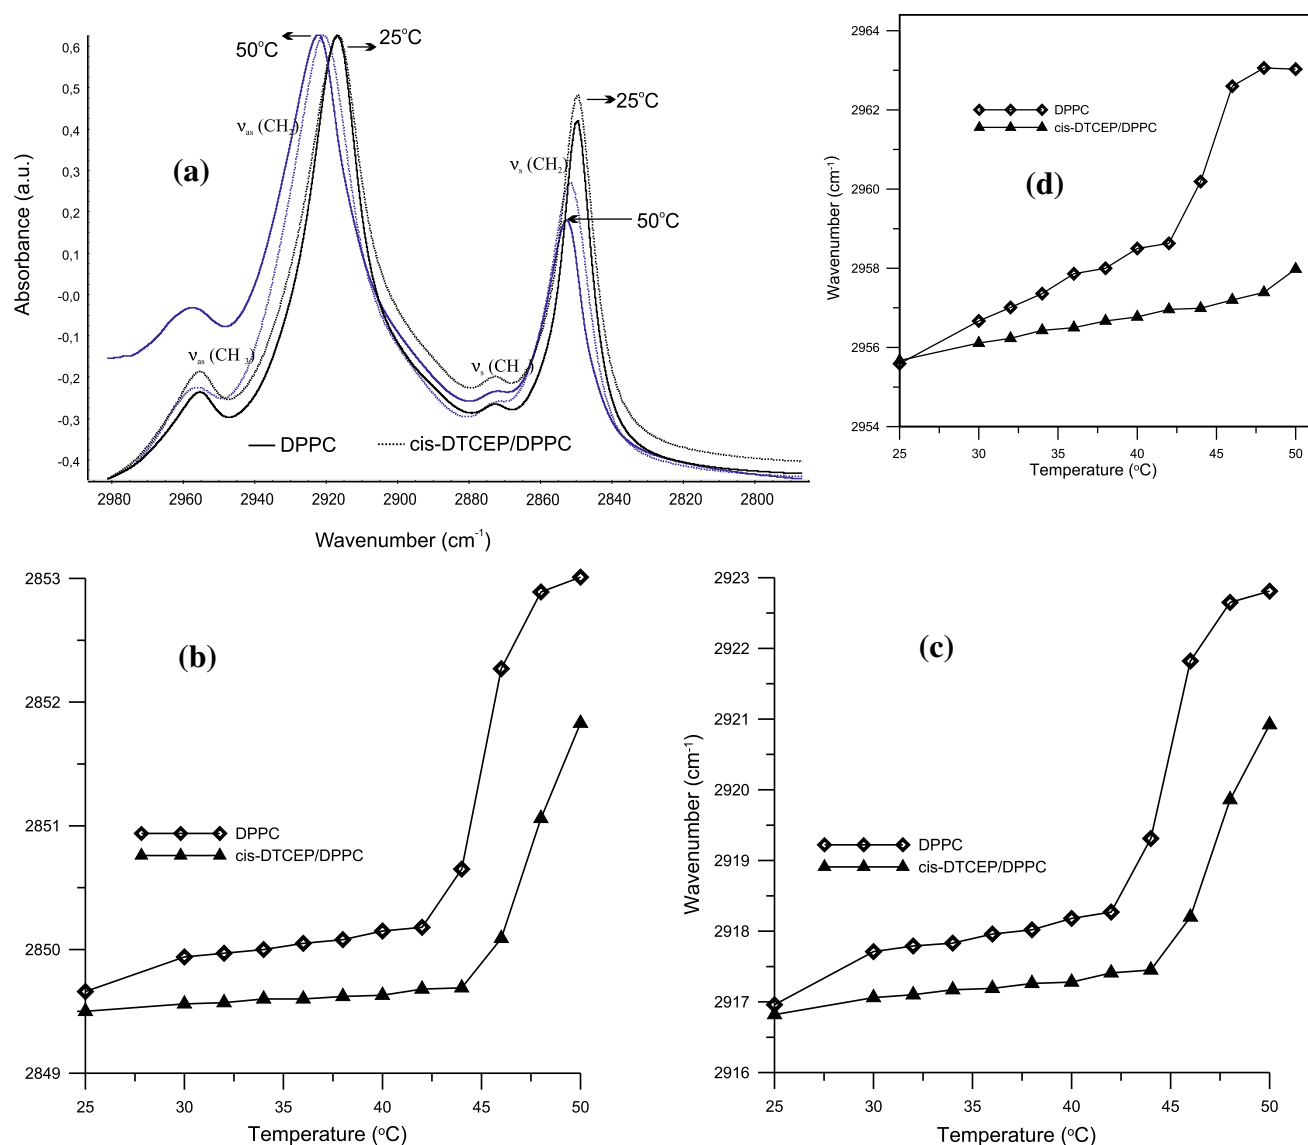 0,6
0,5
0,4
0,3
0,2
0,1
-0,0
-0,1
-0,2
-0,3
-0,4
Absorbance (a.u.)
50°C
25°C
νas (CH2)
(a)
νs (CH2)
25°C
50°C
νas (CH3)
νs (CH
DPPC
cis-DTCEP/DPPC
2980 2960 2940 2920 2900 2880 2860 2840 2820 2800
Wavenumber (cm-1)
2964
2962
2960
2958
2956
2954
Wavenumber (cm-1)
DPPC
cis-DTCEP/DPPC
(d)
25 30 35 40 45 50
Temperature (oC)
2853
2852
2851
2850
2849
(b)
DPPC
cis-DTCEP/DPPC
25 30 35 40 45 50
Temperature (oC)
2923
2922
2921
2920
2919
2918
2917
2916
Wavenumber (cm-1)
(c)
DPPC
cis-DTCEP/DPPC
25 30 35 40 45 50
Temperature (oC)